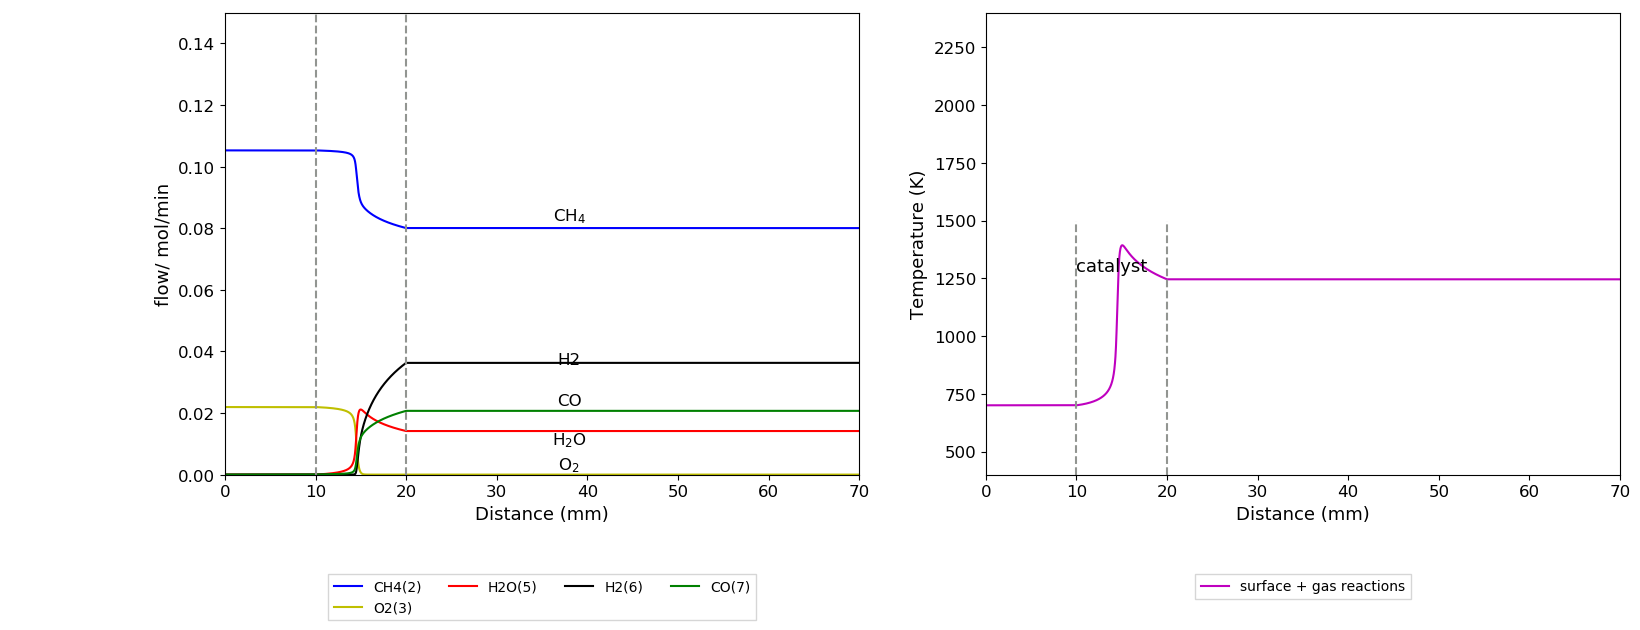 0.14
0.12
0.10
0.08
0.06
0.04
0.02
0.00
flow/ mol/min
CH₄
H2
CO
H₂O
O₂
0 10 20 30 40 50 60 70
Distance (mm)
CH4(2) H2O(5) H2(6) CO(7)
O2(3)
2250
2000
1750
1500
1250
1000
750
500
Temperature (K)
catalyst
0 10 20 30 40 50 60 70
Distance (mm)
surface + gas reactions